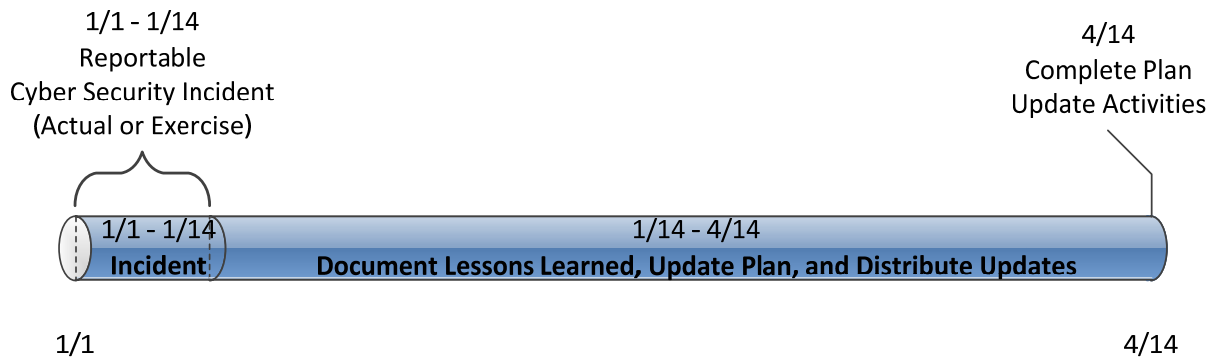 1/1 - 1/14
Reportable
Cyber Security Incident
(Actual or Exercise)
4/14
Complete Plan
Update Activities
1/1 - 1/14
Incident
1/14 - 4/14
Document Lessons Learned, Update Plan, and Distribute Updates
1/1
4/14